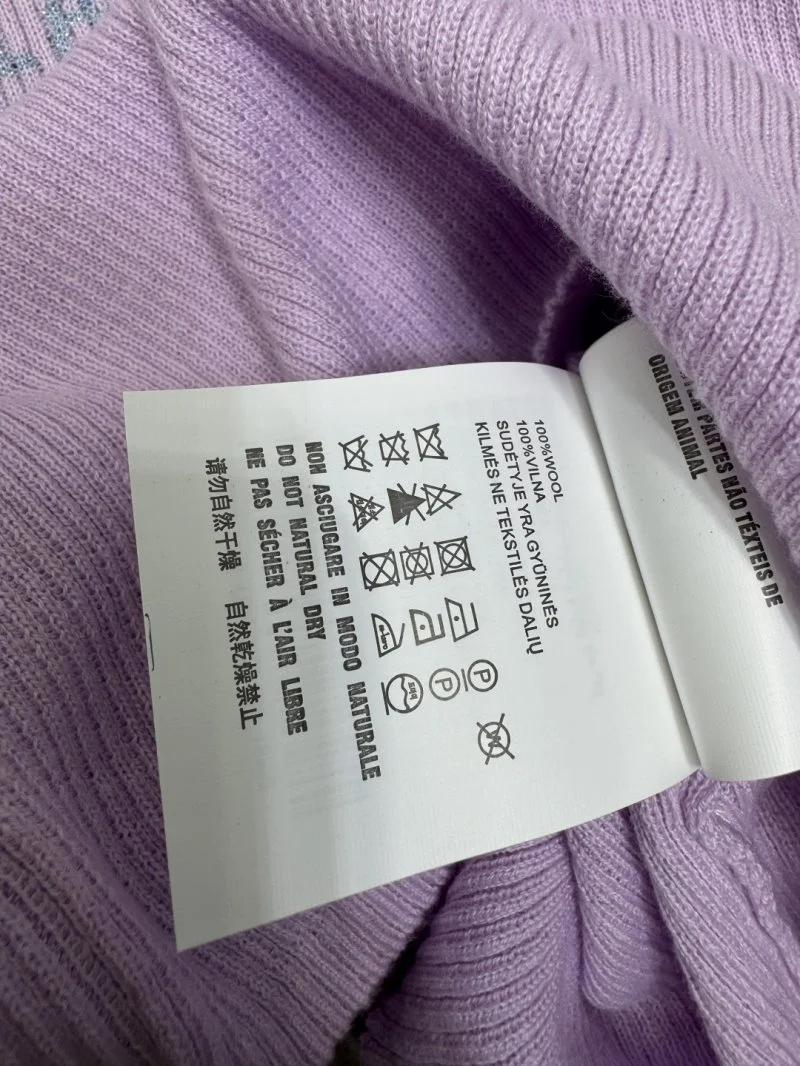 100%WOOL
100%VILNA
SUDĖTYJE YRA GYŪNINĖS
KILMĖS NE TEKSTILĖS DALIŲ
P
P
W
NON ASCIUGARE IN MODO NATURALE
DO NOT NATURAL DRY
NE PAS SÉCHER À L'AIR LIBRE
请勿自然干燥 自然乾燥禁止
PARTES NÃO TÉXTEIS DE
ORIGEM ANIMAL